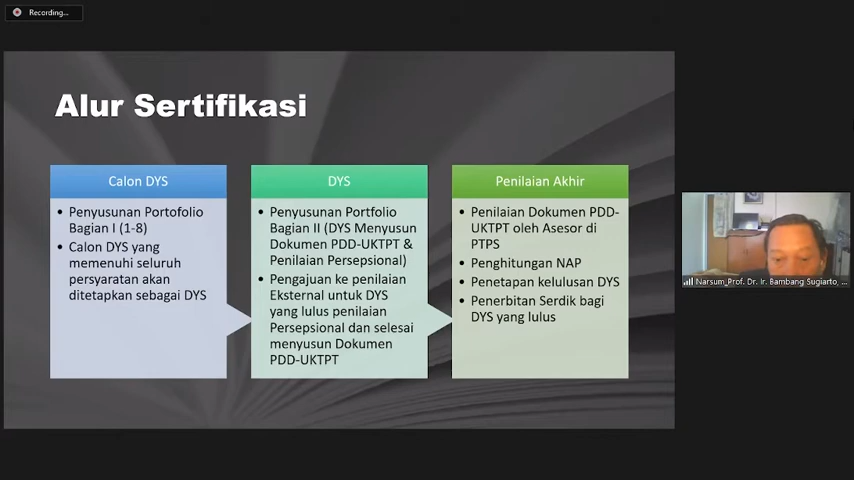 Recording...
Alur Sertifikasi
Calon DYS
• Penyusunan Portofolio
Bagian I (1-8)
• Calon DYS yang
memenuhi seluruh
persyaratan akan
ditetapkan sebagai DYS
DYS
• Penyusunan Portfolio
Bagian II (DYS Menyusun
Dokumen PDD-UKTPT &
Penilaian Persepsional)
• Pengajuan ke penilaian
Eksternal untuk DYS
yang lulus penilaian
Persepsional dan selesai
menyusun Dokumen
PDD-UKTPT
Penilaian Akhir
• Penilaian Dokumen PDD-
UKTPT oleh Asesor di
PTPS
• Penghitungan NAP
• Penetapan kelulusan DYS
• Penerbitan Serdik bagi
DYS yang lulus
Narsum_Prof. Dr. Ir. Bambang Sugiarto, ...